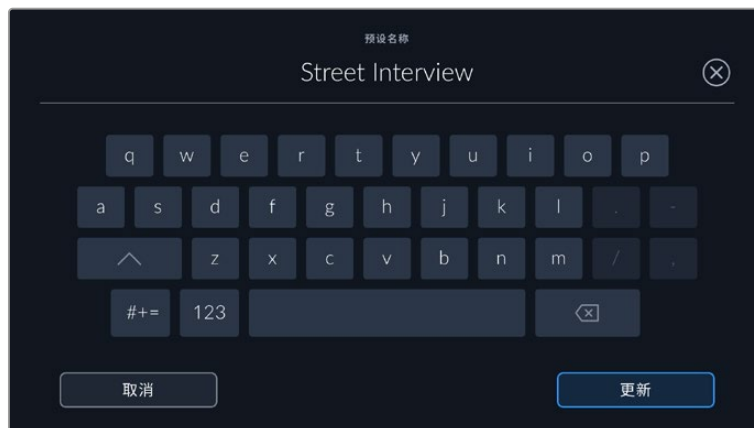 预设名称
Street Interview
q w e r t y u i o p
a s d f g h j k l . -
z x c v b n m / ,
#+= 123
取消 更新